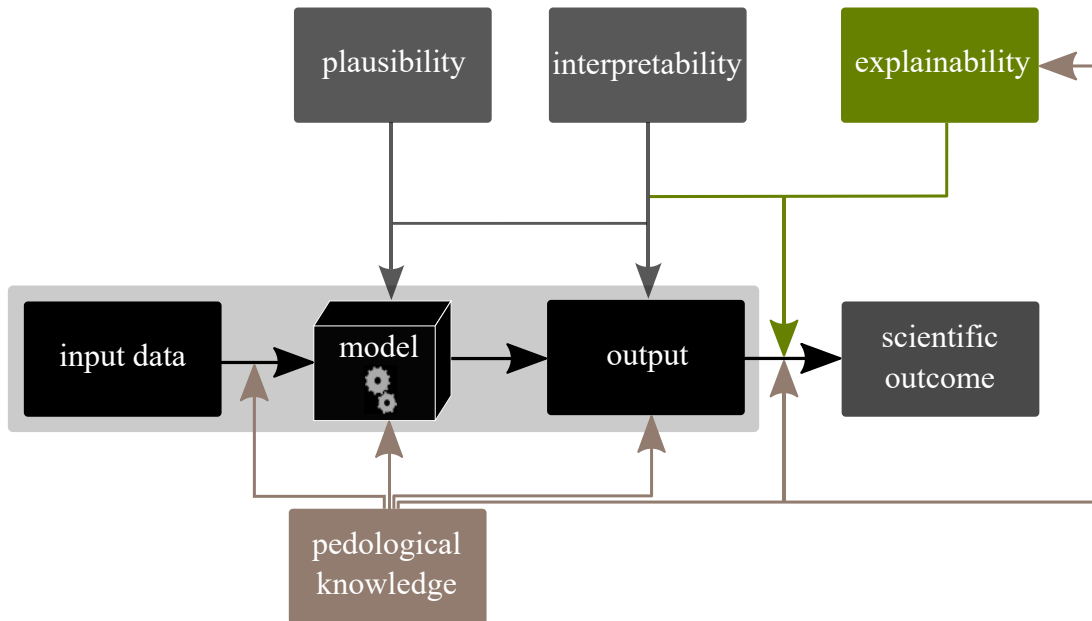 plausibility
interpretability
explainability
input data
model
output
scientific
outcome
pedological
knowledge